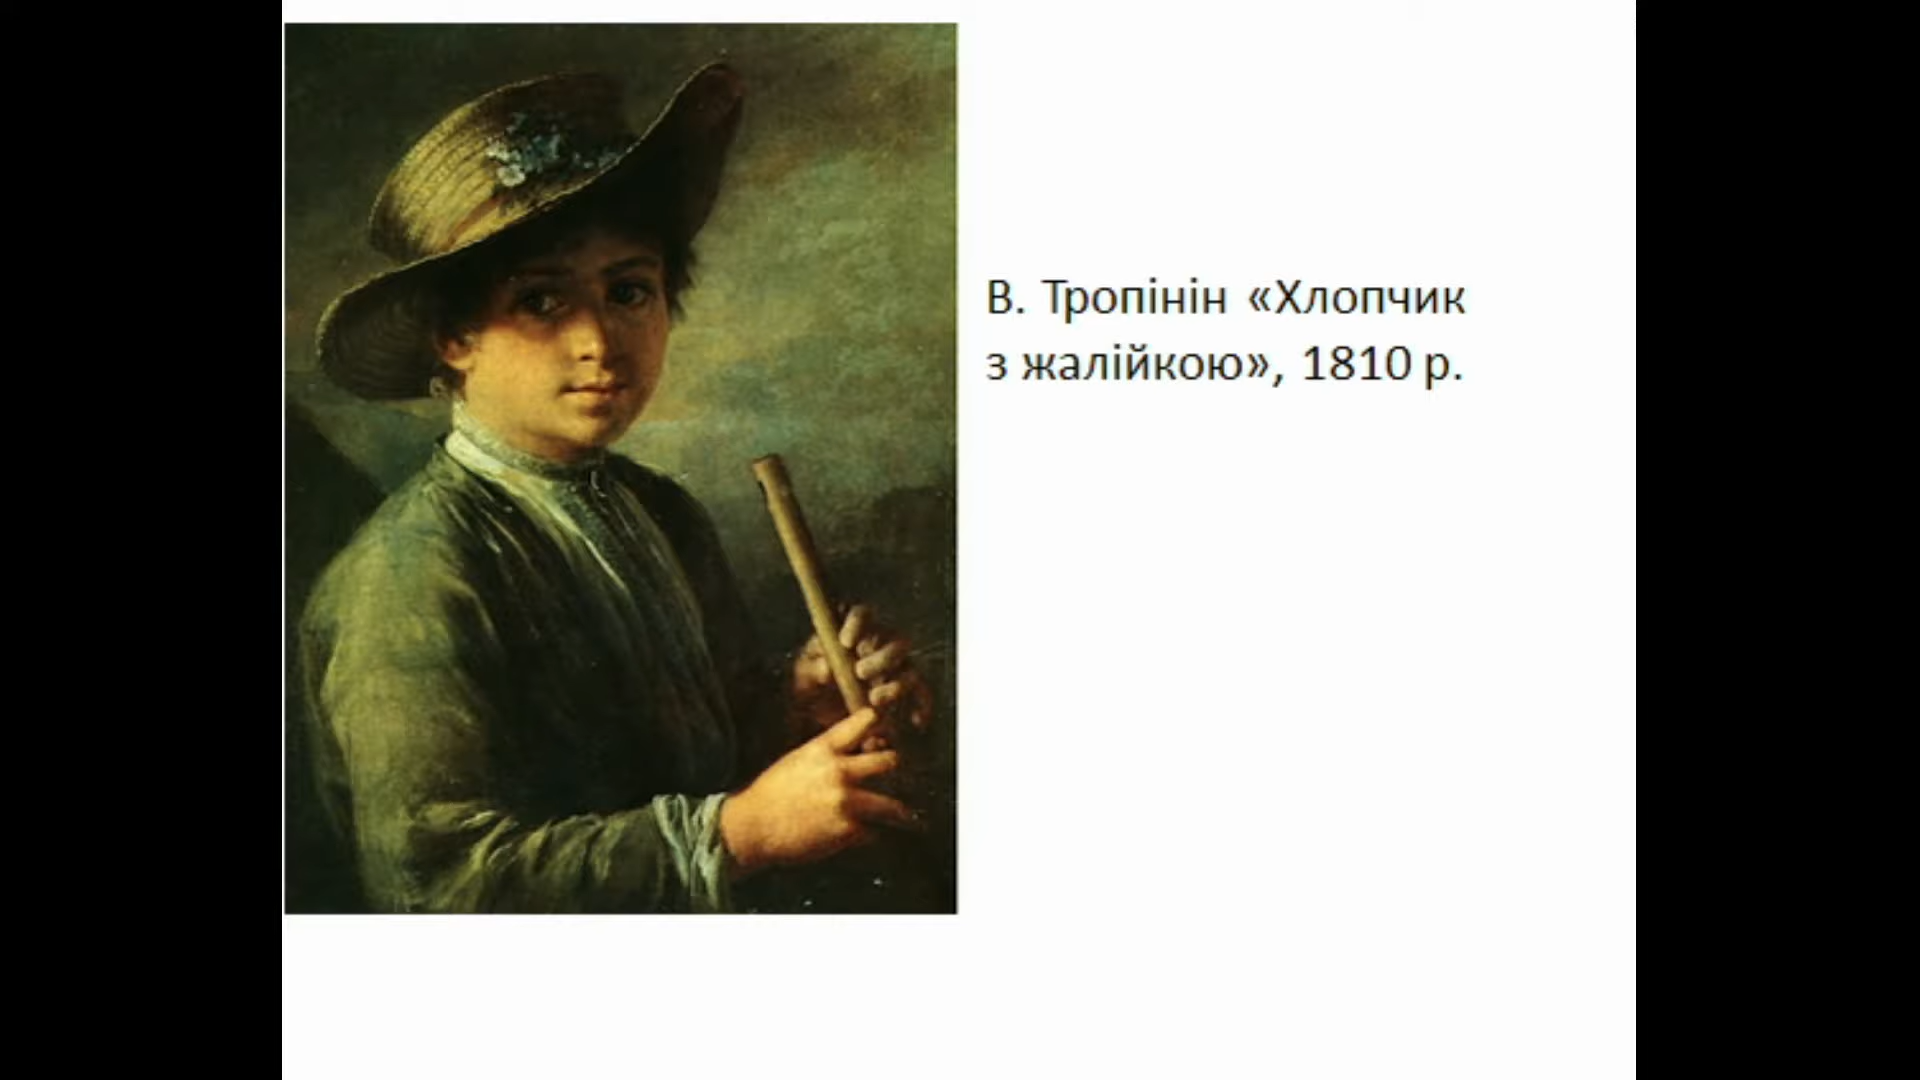 В. Тропінін «Хлопчик
з жалійкою», 1810 р.